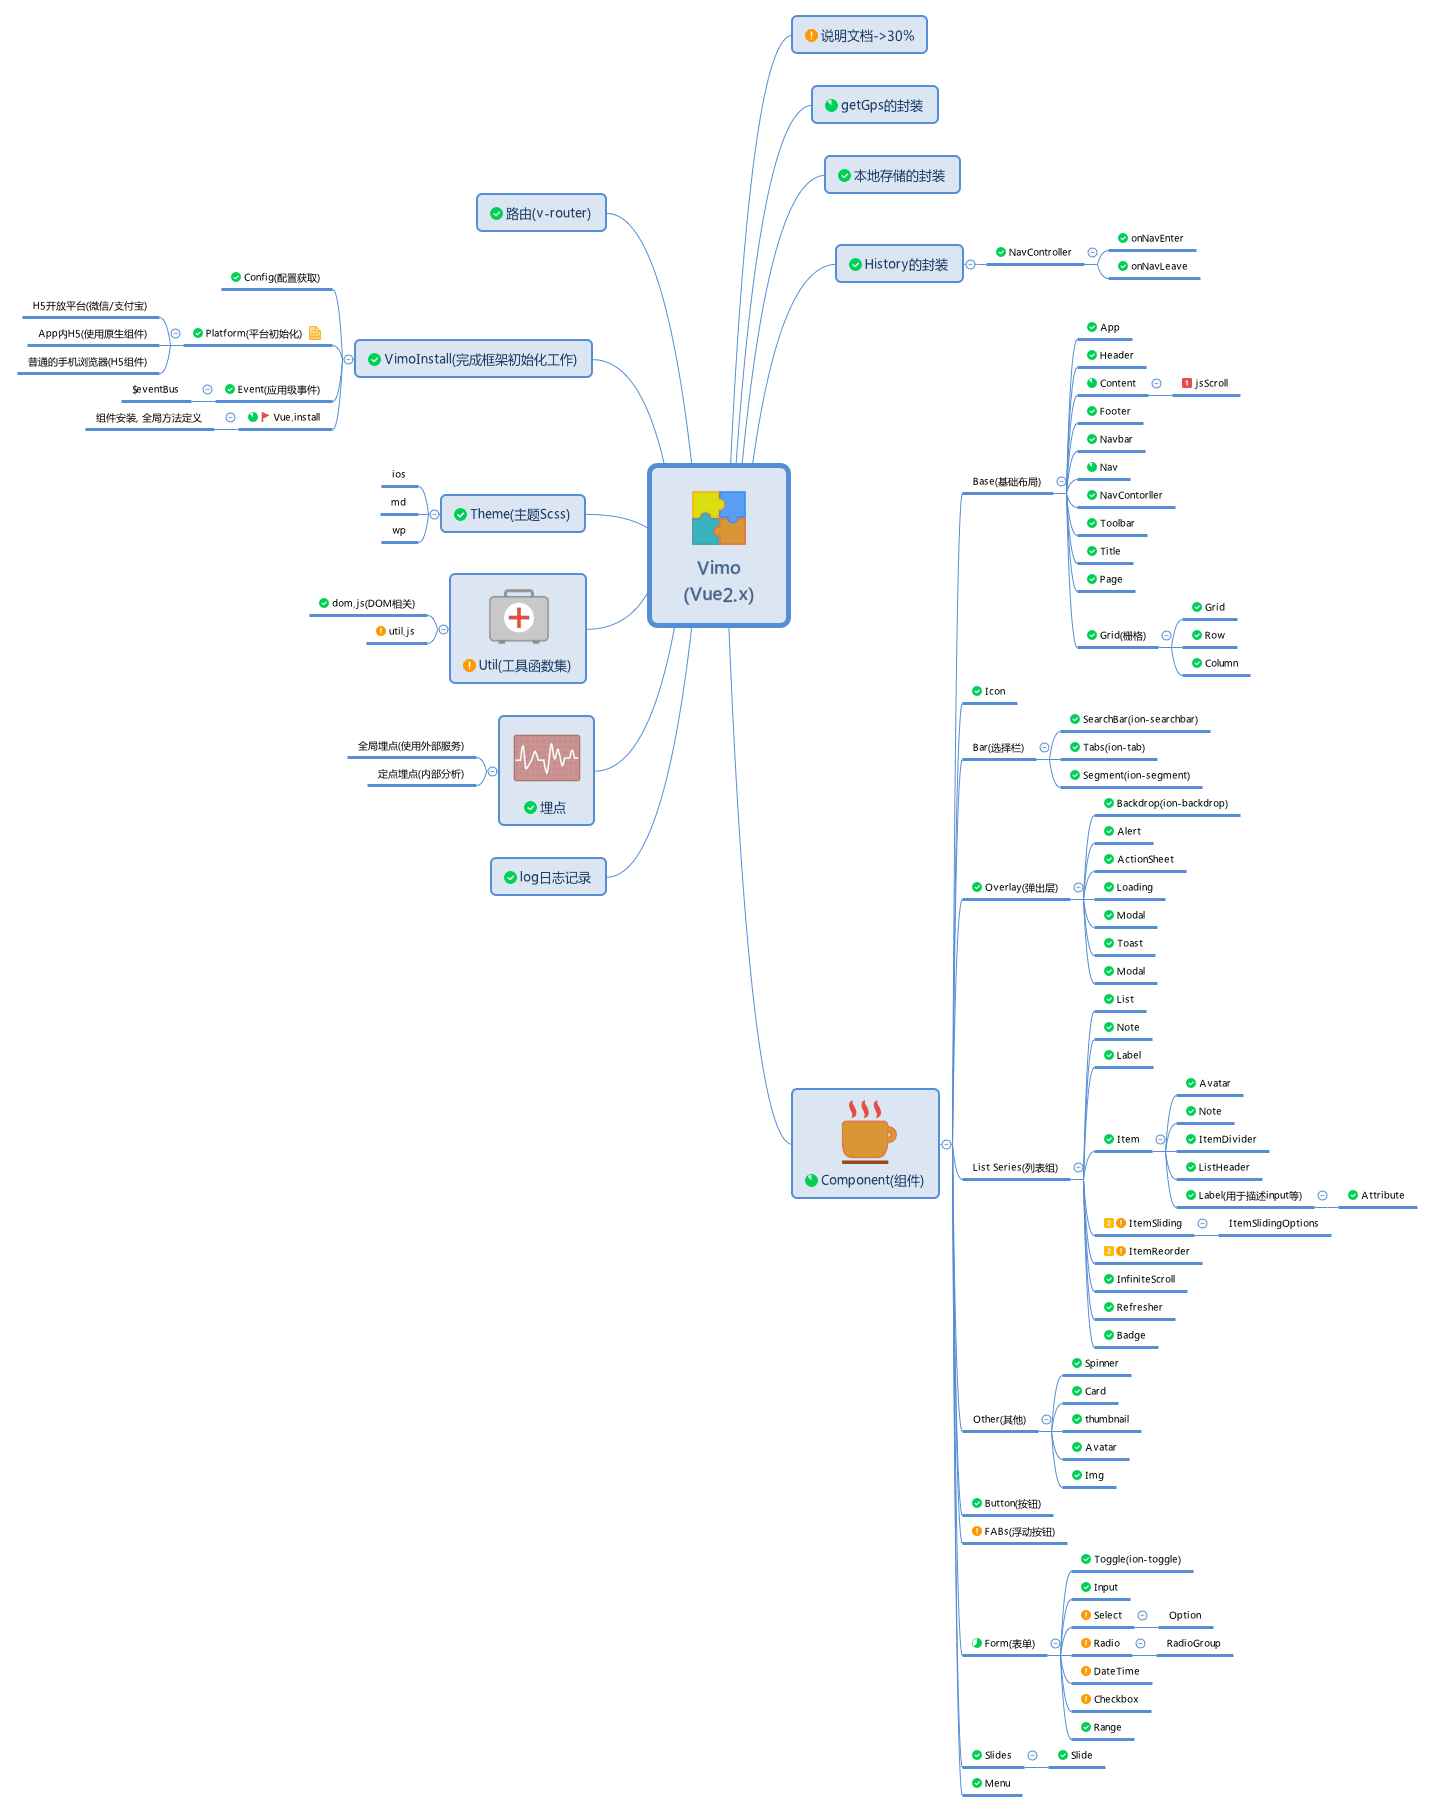 Vimo
(Vue2.x)
说明文档->30%
getGps的封装
本地存储的封装
History的封装
NavController
onNavEnter
onNavLeave
Component(组件)
Base(基础布局)
App
Header
Content
1 jsScroll
Footer
Navbar
Nav
NavContorller
Toolbar
Title
Page
Grid(栅格)
Grid
Row
Column
Icon
Bar(选择栏)
SearchBar(ion-searchbar)
Tabs(ion-tab)
Segment(ion-segment)
Overlay(弹出层)
Backdrop(ion-backdrop)
Alert
ActionSheet
Loading
Modal
Toast
Modal
List Series(列表组)
List
Note
Label
Item
Avatar
Note
ItemDivider
ListHeader
Label(用于描述input等)
Attribute
2 ItemSliding
ItemSlidingOptions
2 ItemReorder
InfiniteScroll
Refresher
Badge
Other(其他)
Spinner
Card
thumbnail
Avatar
Img
Button(按钮)
FABs(浮动按钮)
Form(表单)
Toggle(ion-toggle)
Input
Select
Option
Radio
RadioGroup
DateTime
Checkbox
Range
Slides
Slide
Menu
路由(v-router)
VimoInstall(完成框架初始化工作)
Config(配置获取)
Platform(平台初始化)
H5开放平台(微信/支付宝)
App内H5(使用原生组件)
普通的手机浏览器(H5组件)
Event(应用级事件)
$eventBus
Vue.install
组件安装, 全局方法定义
Theme(主题Scss)
ios
md
wp
Util(工具函数集)
dom.js(DOM相关)
util.js
埋点
全局埋点(使用外部服务)
定点埋点(内部分析)
log日志记录